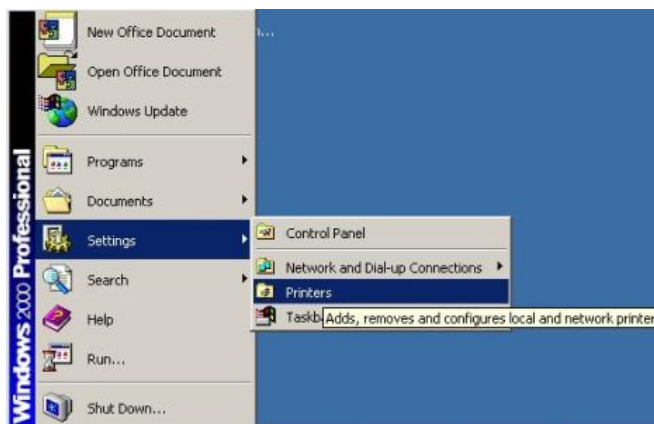 New Office Document
Open Office Document
Windows Update
Programs
Documents
Settings
Search
Help
Run...
Shut Down...
Windows 2000 Professional
Control Panel
Network and Dial-up Connections
Printers
Taskb
Adds, removes and configures local and network printer